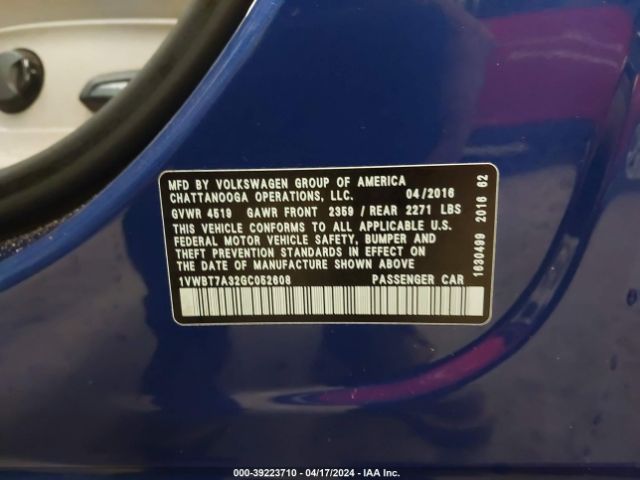 MFD BY VOLKSWAGEN GROUP OF AMERICA
CHATTANOOGA OPERATIONS, LLC. 04/2016
GVWR 4519 GAWR FRONT 2359 / REAR 2271 LBS
THIS VEHICLE CONFORMS TO ALL APPLICABLE U.S.
FEDERAL MOTOR VEHICLE SAFETY, BUMPER AND
THEFT PREVENTION STANDARDS IN EFFECT ON
THE DATE OF MANUFACTURE SHOWN ABOVE
1VWBT7A32GC052608 PASSENGER CAR
1630499 2016 62
000-39223710 - 04/17/2024 - IAA Inc.